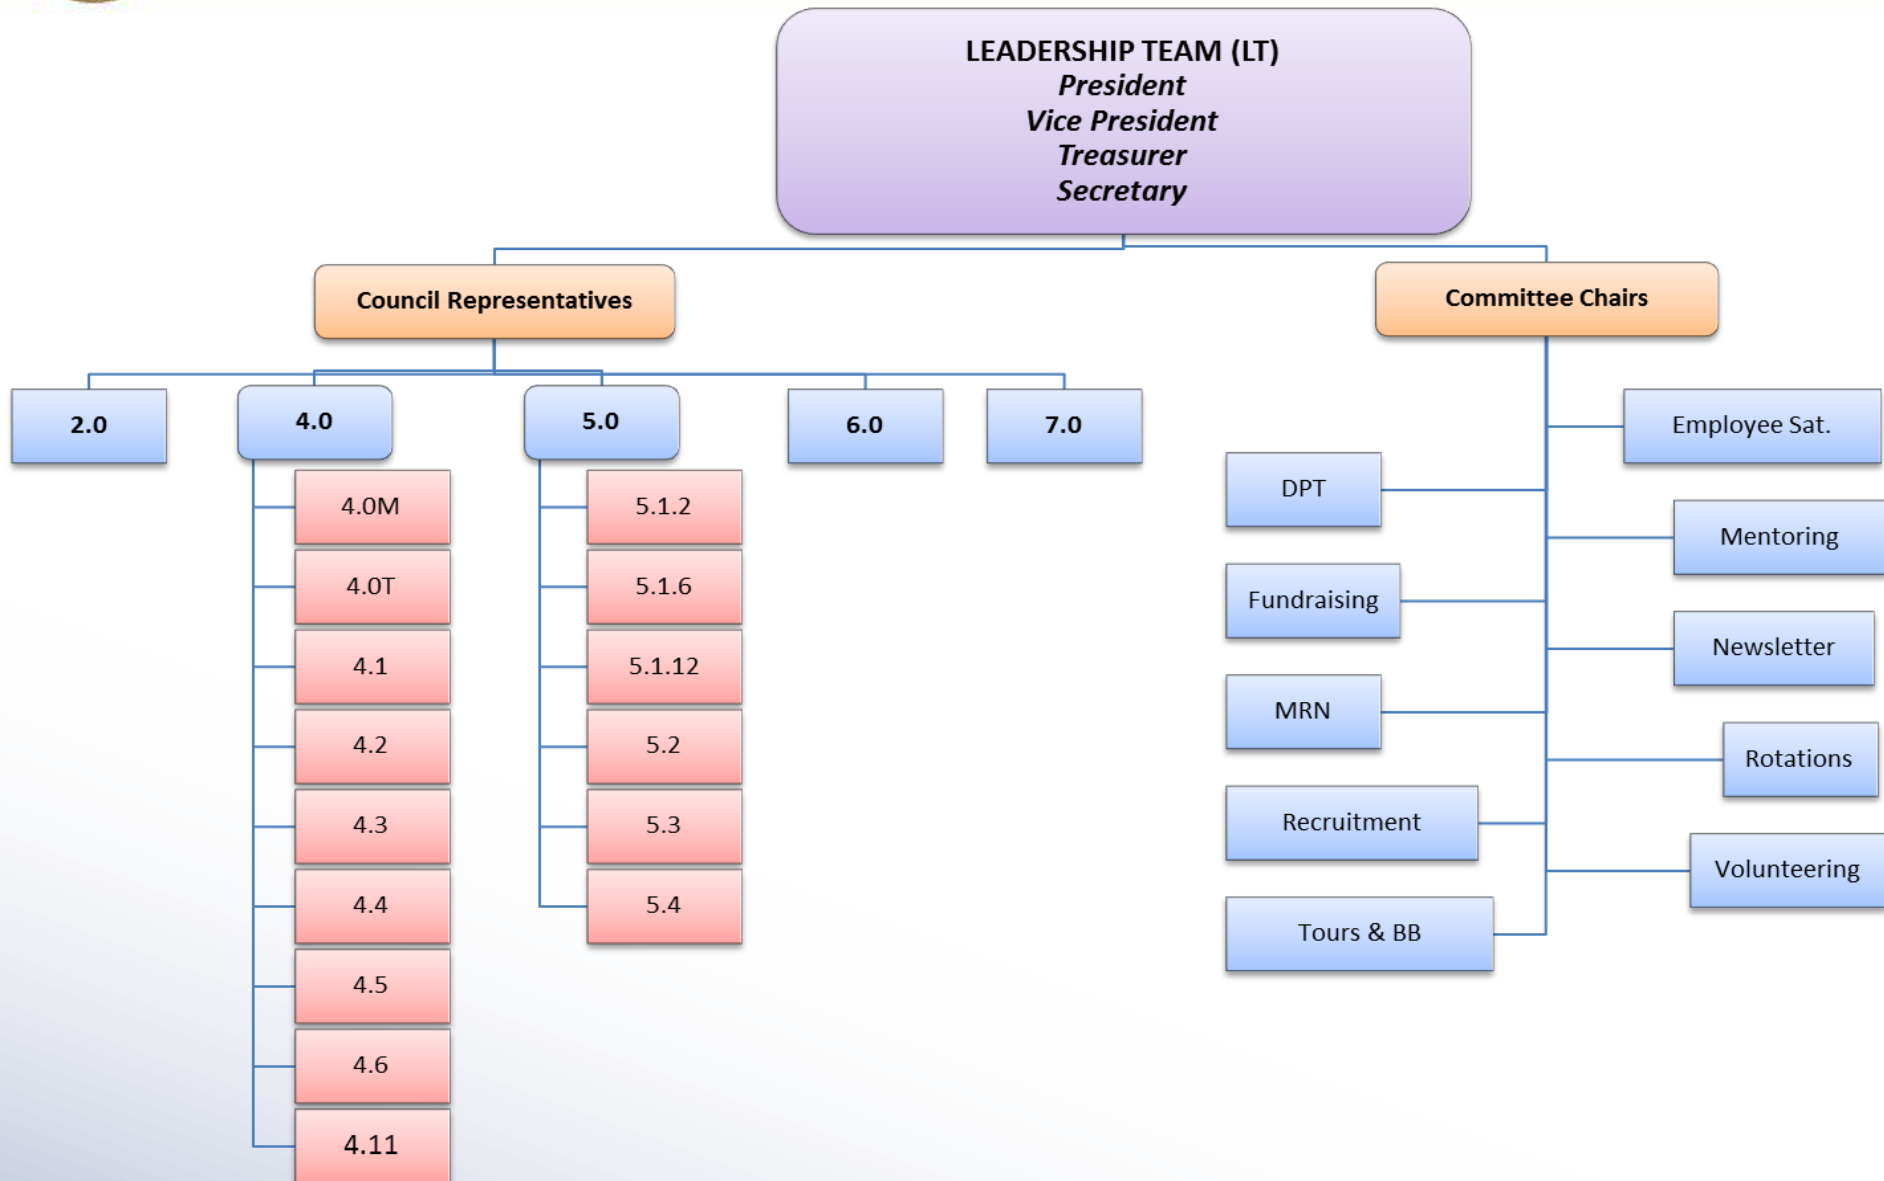 LEADERSHIP TEAM (LT)
President
Vice President
Treasurer
Secretary
Council Representatives
Committee Chairs
2.0
4.0
5.0
6.0
7.0
4.0M
4.0T
4.1
4.2
4.3
4.4
4.5
4.6
4.11
5.1.2
5.1.6
5.1.12
5.2
5.3
5.4
DPT
Fundraising
MRN
Recruitment
Tours & BB
Employee Sat.
Mentoring
Newsletter
Rotations
Volunteering